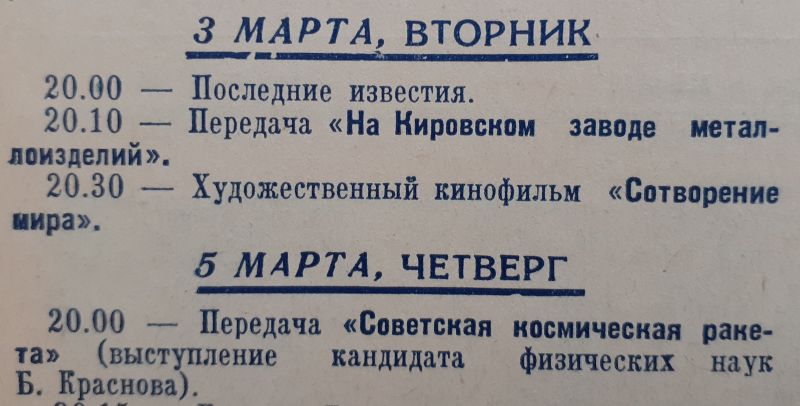 3 МАРТА, ВТОРНИК
20.00 — Последние известия.
20.10 — Передача «На Кировском заводе метал-
лоизделий».
20.30 — Художественный кинофильм «Сотворение
мира».
5 МАРТА, ЧЕТВЕРГ
20.00 — Передача «Советская космическая раке-
та» (выступление кандидата физических наук
Б. Краснова).